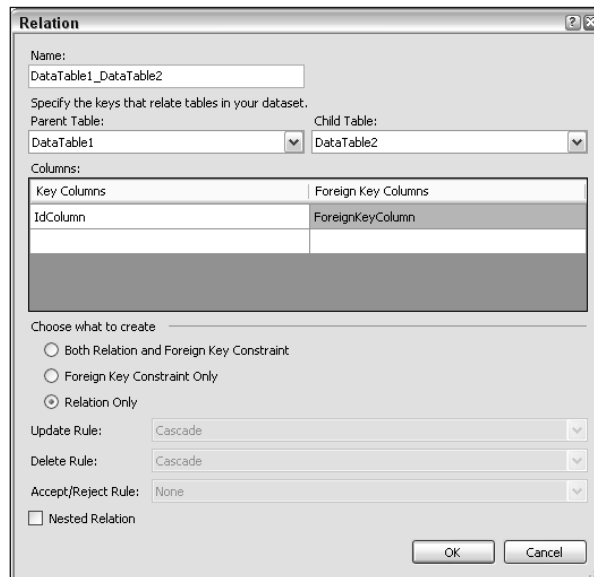 Relation
Name:
DataTable1_DataTable2
Specify the keys that relate tables in your dataset.
Parent Table: Child Table:
DataTable1 DataTable2
Columns:
Key Columns Foreign Key Columns
IdColumn ForeignKeyColumn
Choose what to create
Both Relation and Foreign Key Constraint
Foreign Key Constraint Only
Relation Only
Update Rule: Cascade
Delete Rule: Cascade
Accept/Reject Rule: None
Nested Relation
OK Cancel